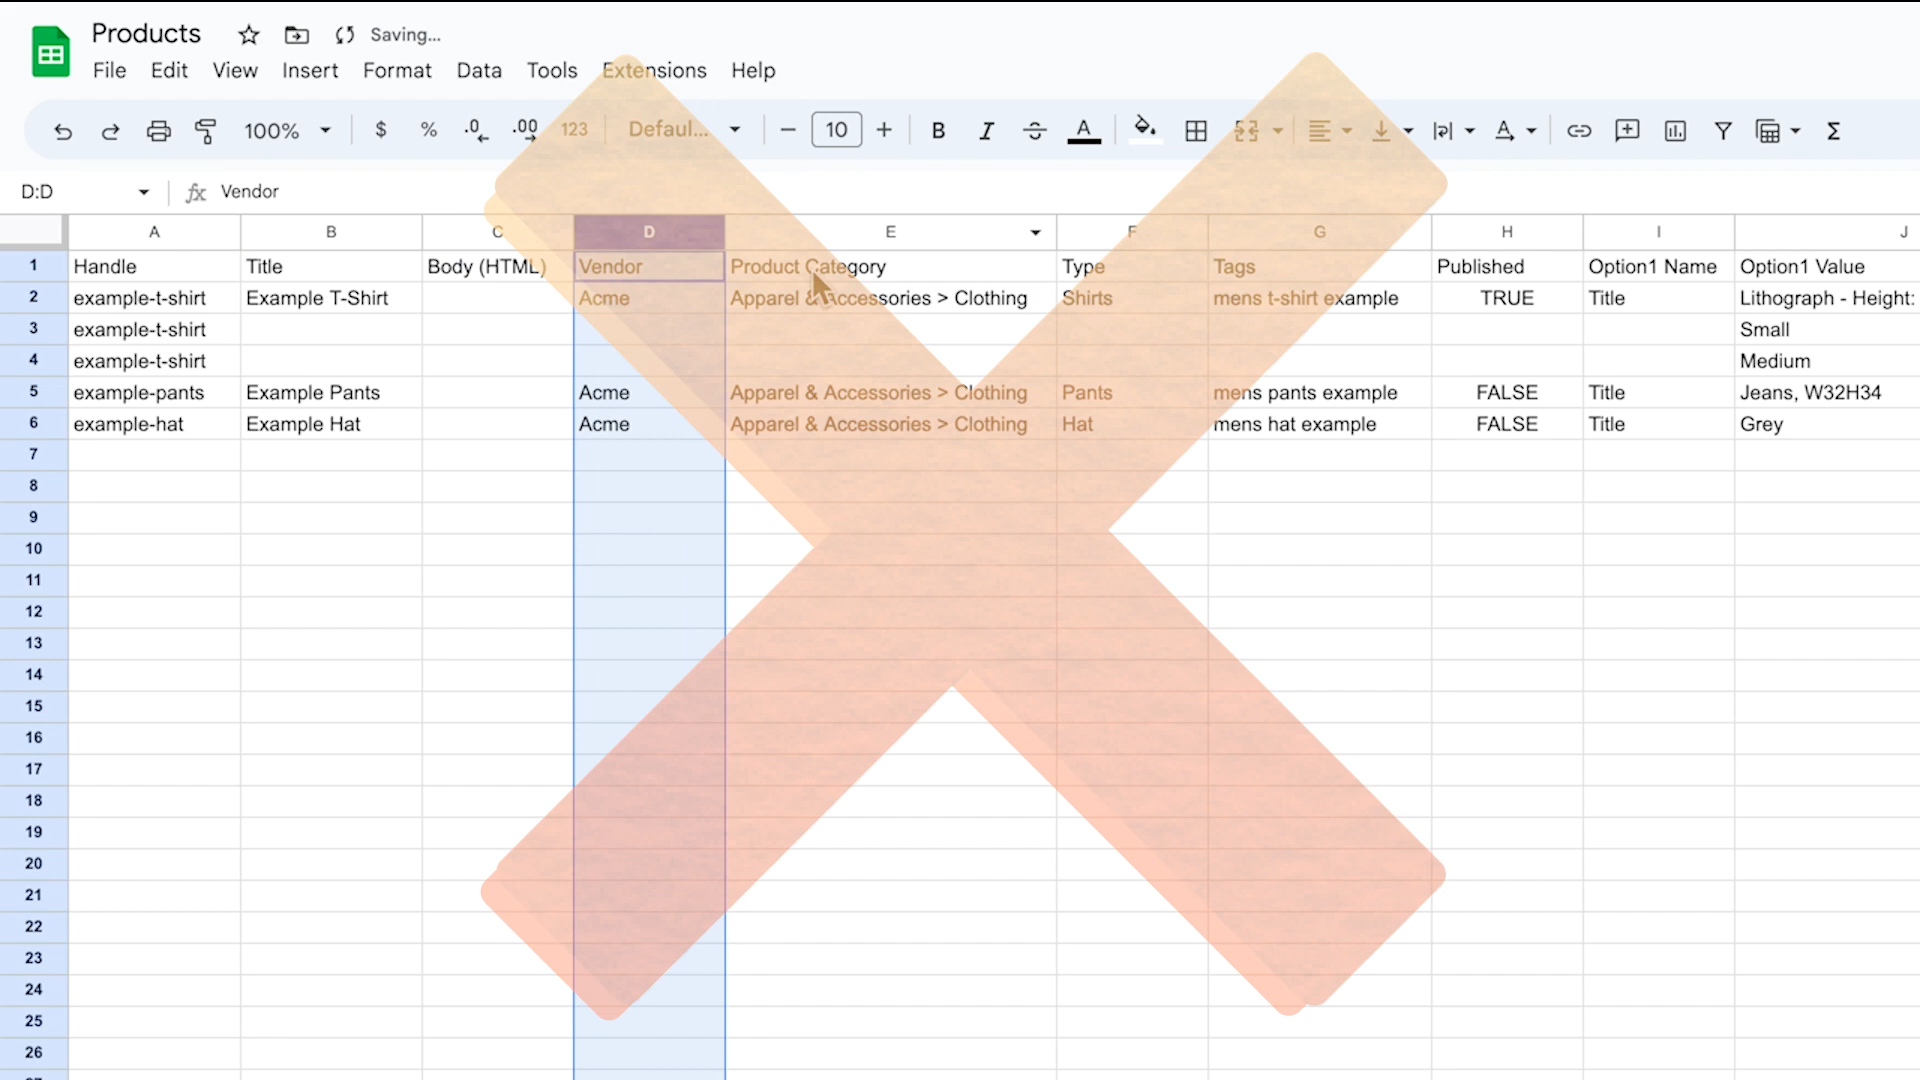 Products Saving...
File Edit View Insert Format Data Tools Extensions Help
100% $ % .0 .00 123 Defaul... 10 B I A A Σ
D:D fx Vendor
A B C D E F G H I J
1 Handle Title Body (HTML) Vendor Product Category Type Tags Published Option1 Name Option1 Value
2 example-t-shirt Example T-Shirt Acme Apparel & Accessories > Clothing Shirts mens t-shirt example TRUE Title Lithograph - Height:
3 example-t-shirt Small
4 example-t-shirt Medium
5 example-pants Example Pants Acme Apparel & Accessories > Clothing Pants mens pants example FALSE Title Jeans, W32H34
6 example-hat Example Hat Acme Apparel & Accessories > Clothing Hat mens hat example FALSE Title Grey
7
8
9
10
11
12
13
14
15
16
17
18
19
20
21
22
23
24
25
26